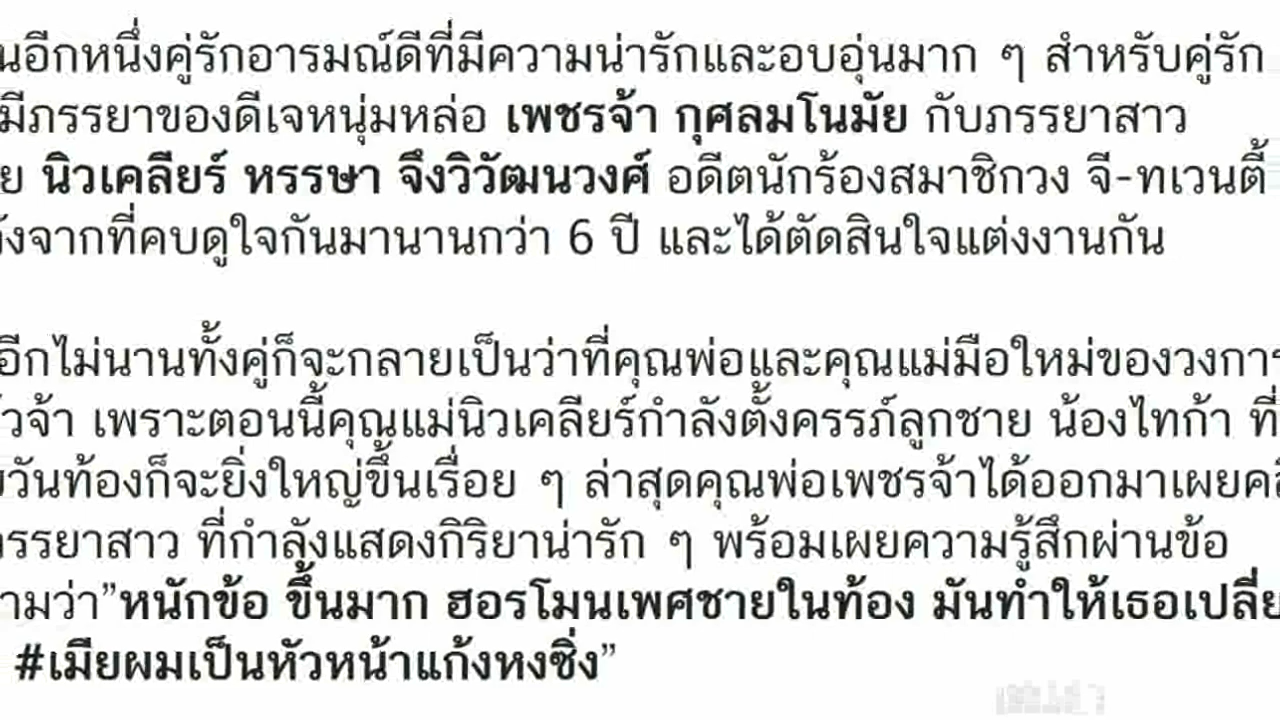 นอีกหนึ่งคู่รักอารมณ์ดีที่มีความน่ารักและอบอุ่นมาก ๆ สำหรับคู่รัก
มีภรรยาของดีเจหนุ่มหล่อ เพชรจ้า กุศลมโนมัย กับภรรยาสาว
ย นิวเคลียร์ หรรษา จึงวิวัฒนวงศ์ อดีตนักร้องสมาชิกวง จี-ทเวนตี้
ังจากที่คบดูใจกันมานานกว่า 6 ปี และได้ตัดสินใจแต่งงานกัน
อีกไม่นานทั้งคู่ก็จะกลายเป็นว่าที่คุณพ่อและคุณแม่มือใหม่ของวงการ
ัวจ้า เพราะตอนนี้คุณแม่นิวเคลียร์กำลังตั้งครรภ์ลูกชาย น้องไทก้า ที่
วันท้องก็จะยิ่งใหญ่ขึ้นเรื่อย ๆ ล่าสุดคุณพ่อเพชรจ้าได้ออกมาเผยคลิ
รรยาสาว ที่กำลังแสดงกิริยาน่ารัก ๆ พร้อมเผยความรู้สึกผ่านข้อ
ามว่า”หนักข้อ ขึ้นมาก ฮอรโมนเพศชายในท้อง มันทำให้เธอเปลี่ย
#เมียผมเป็นหัวหน้าแก้งหงซิ่ง”